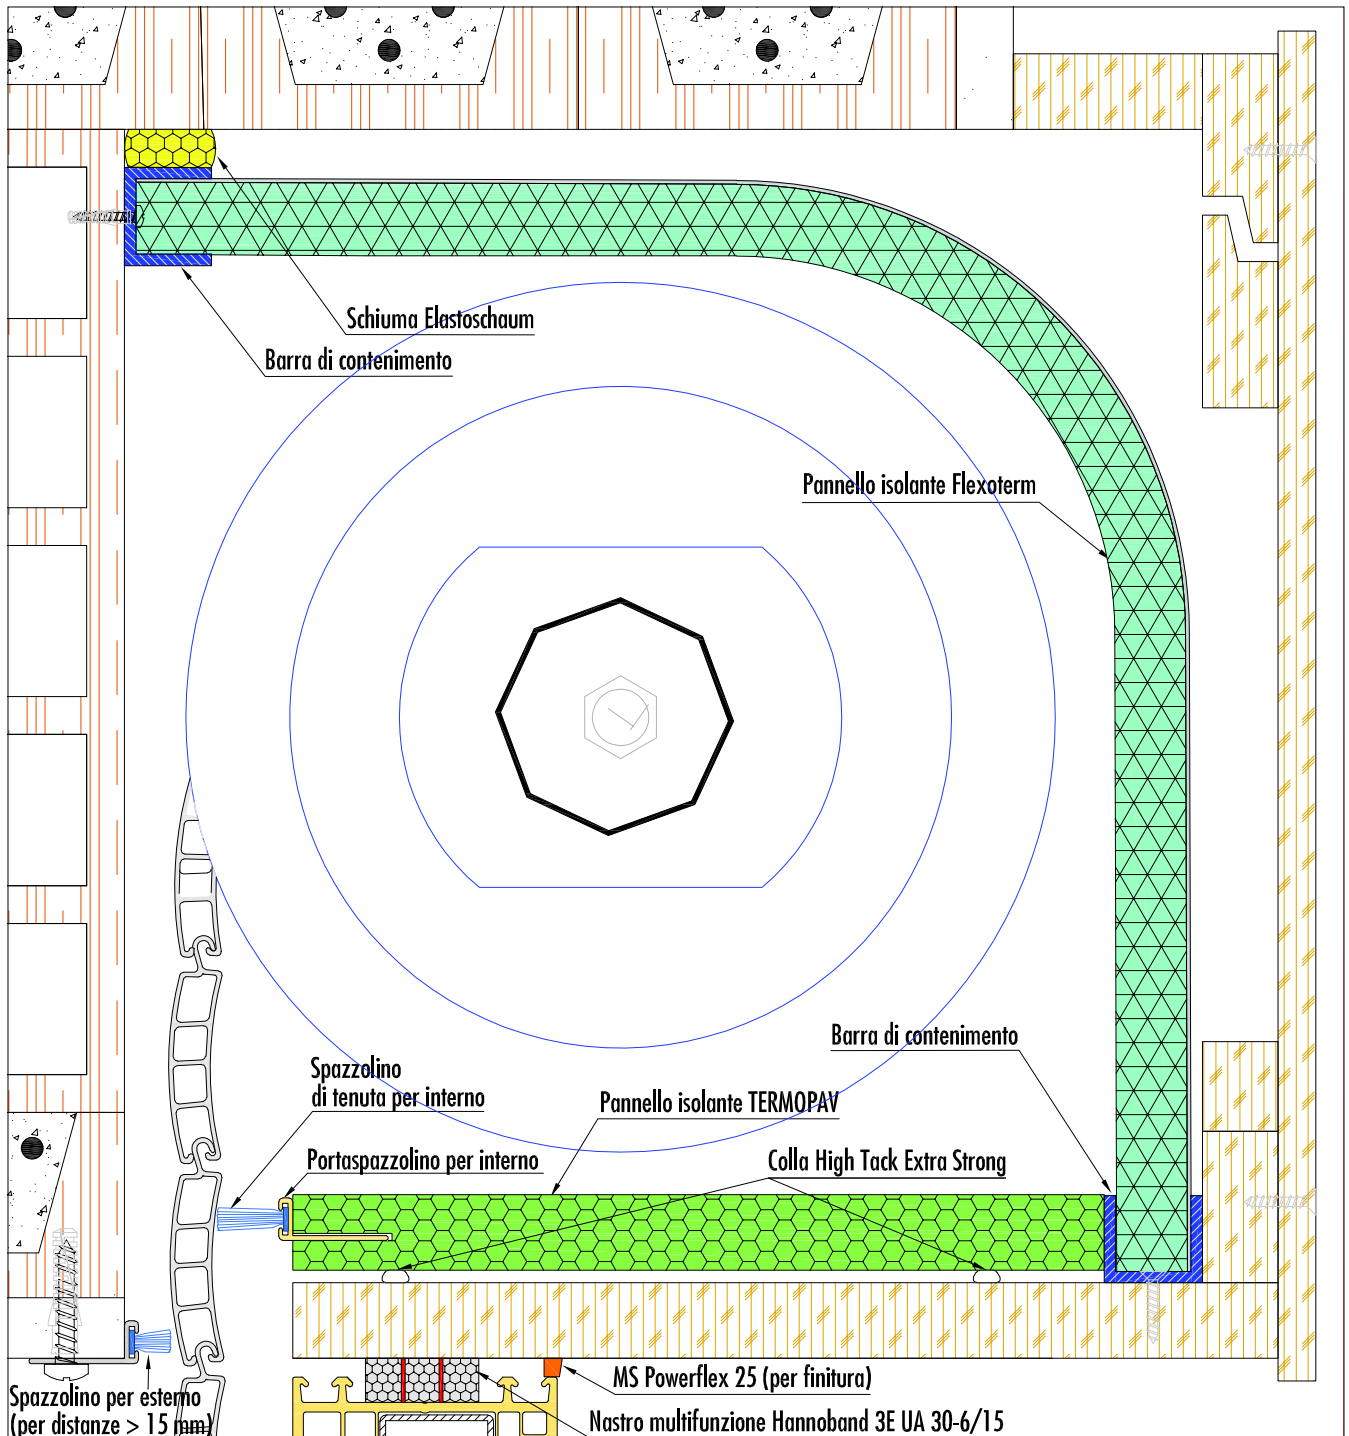 Schiuma Elastoschaum
Barra di contenimento
Pannello isolante Flexoterm
Barra di contenimento
Spazzolino
di tenuta per interno
Pannello isolante TERMOPAV
Portaspazzolino per interno
Colla High Tack Extra Strong
MS Powerflex 25 (per finitura)
Spazzolino per esterno
(per distanze > 15 mm)
Nastro multifunzione Hannoband 3E UA 30-6/15